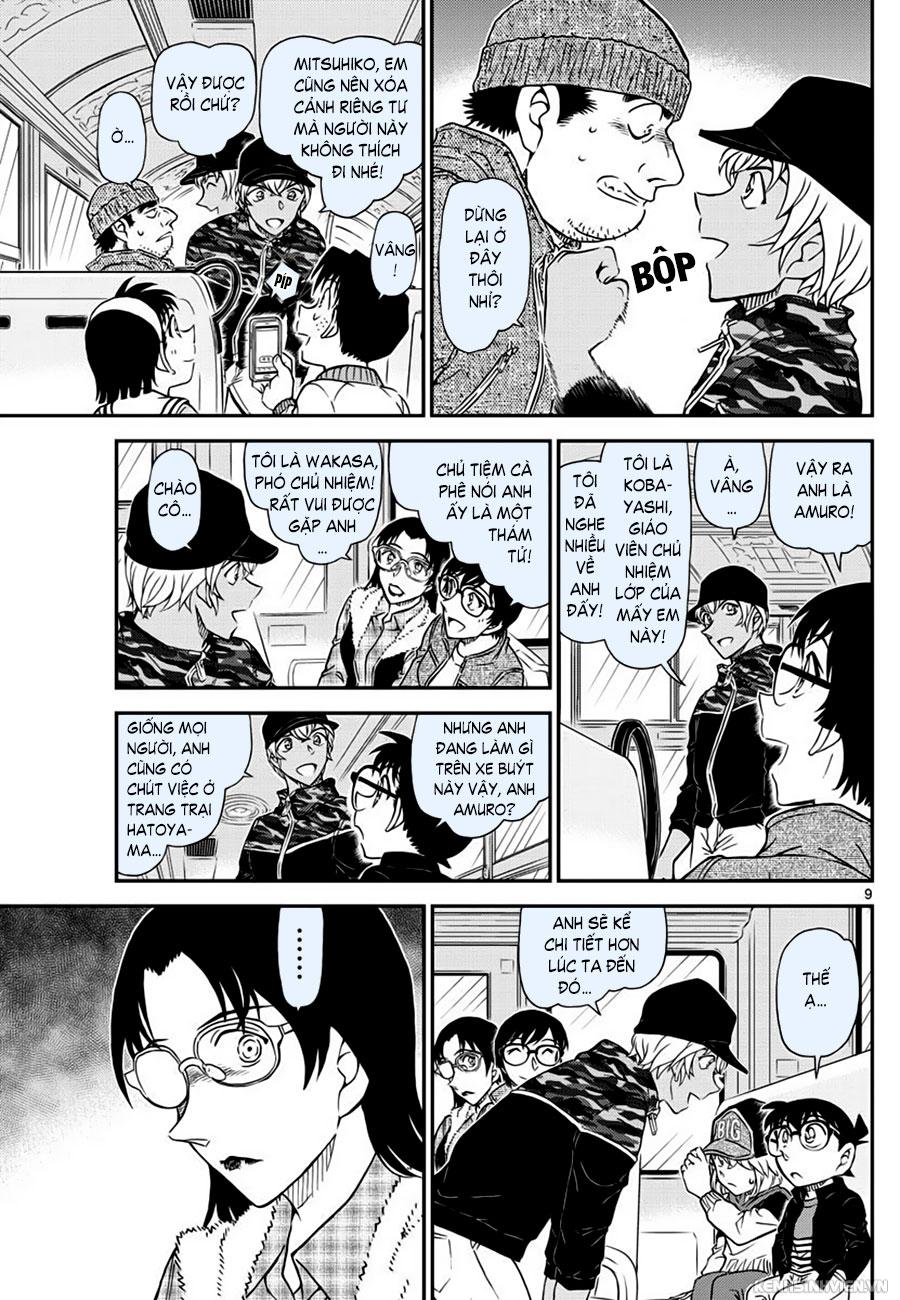 DỪNG
LẠI Ở
ĐÂY
THÔI
NHỈ?
BỘP
MITSUHIKO, EM
CŨNG NÊN XÓA
CẢNH RIÊNG TƯ
MÀ NGƯỜI NÀY
KHÔNG THÍCH
ĐI NHÉ!
VẬY ĐƯỢC
RỒI CHỨ?
Ờ...
VÂNG
!
PÍP
VẬY RA
ANH LÀ
AMURO!
À,
VÂNG
...
TÔI LÀ
KOBA-
YASHI, GIÁO
VIÊN CHỦ
NHIỆM
LỚP CỦA
MẤY EM
NÀY!
TÔI
ĐÃ
NGHE
NHIỀU
VỀ
ANH
ĐẤY!
CHỦ TIỆM CÀ
PHÊ NÓI ANH
ẤY LÀ MỘT
THÁM
TỬ!
TÔI LÀ WAKASA,
PHÓ CHỦ NHIỆM!
RẤT VUI ĐƯỢC
GẶP ANH
...
CHÀO
CÔ...
NHƯNG ANH
ĐANG LÀM GÌ
TRÊN XE BUÝT
NÀY VẬY, ANH
AMURO?
GIỐNG MỌI
NGƯỜI, ANH
CŨNG CÓ
CHÚT VIỆC Ở
TRANG TRẠI
HATOYA-
MA...
9
THẾ
Ạ...
ANH SẼ KỂ
CHI TIẾT HƠN
LÚC TA ĐẾN
ĐÓ...
BIG
......
KENHSINHVIEN.VN